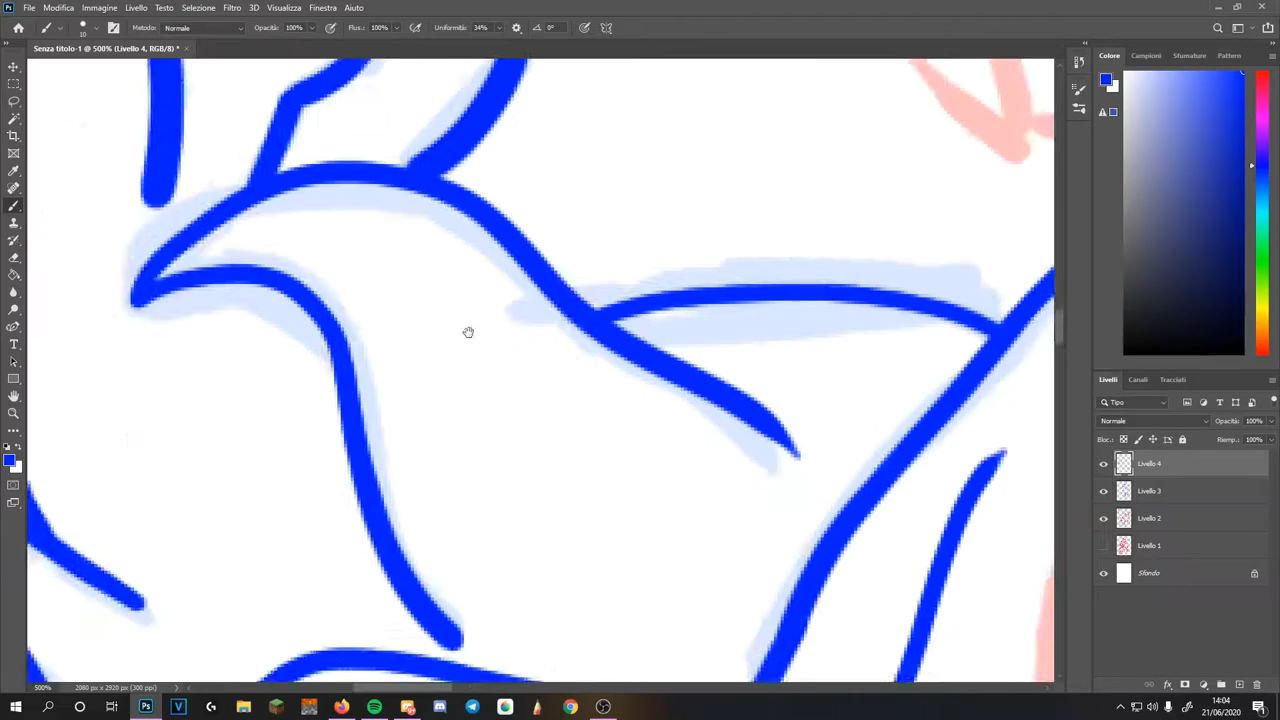 File Modifica Immagine Livello Testo Selezione Filtro 3D Visualizza Finestra Aiuto
10 Metodo: Normale Opacità: 100% Flus.: 100% Uniformità: 34% 0°
Senza titolo-1 @ 500% (Livello 4, RGB/8) *
Colore Campioni Sfumature Pattern
Livelli Canali Tracciati
Tipo
Normale Opacità: 100%
Bloc.: Riemp.: 100%
Livello 4
Livello 3
Livello 2
Livello 1
Sfondo
500% 2080 px x 2920 px (300 ppi)
14:04
21/06/2020